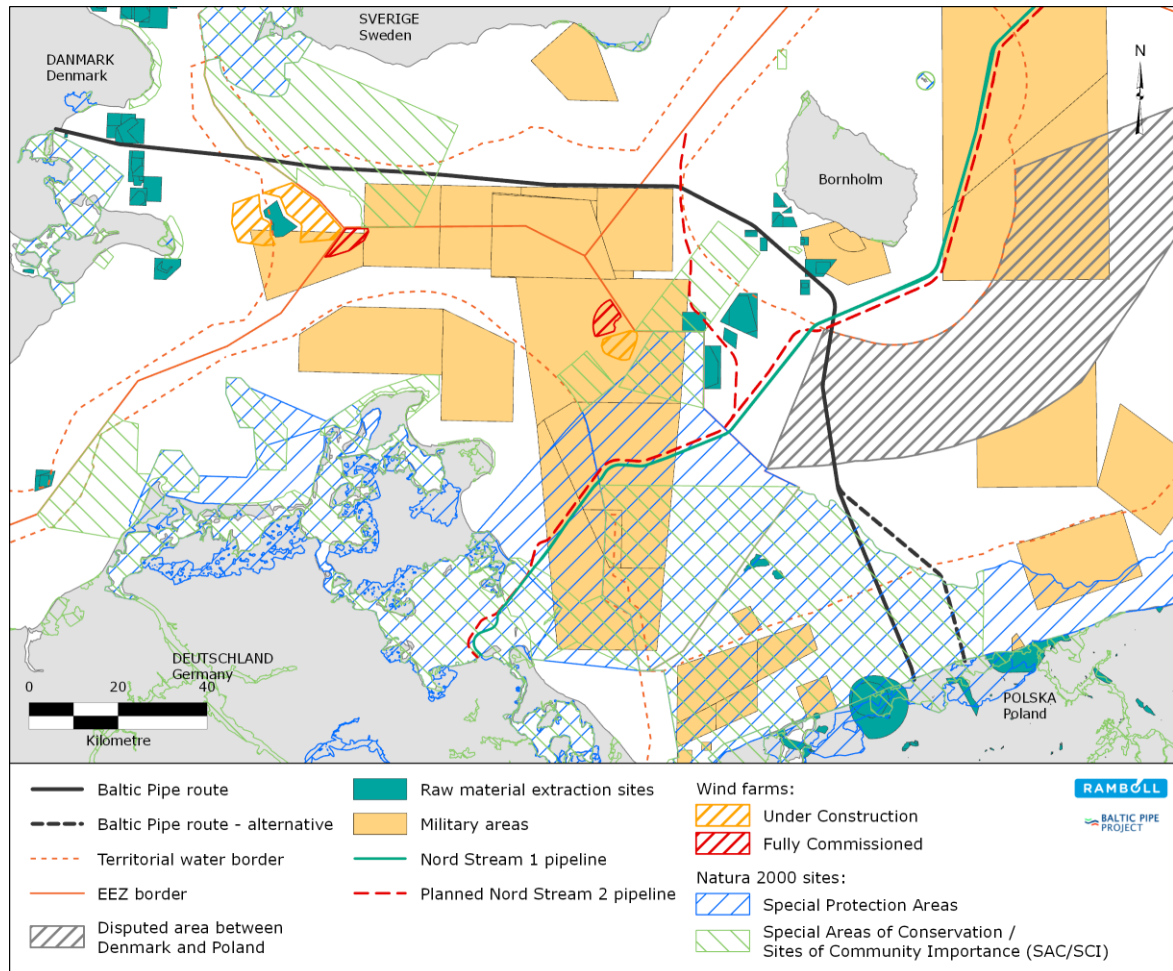 SVERIGE
Sweden
DANMARK
Denmark
N
Bornholm
DEUTSCHLAND
Germany
0 20 40
Kilometre
POLSKA
Poland
Baltic Pipe route
Baltic Pipe route - alternative
Territorial water border
EEZ border
Disputed area between
Denmark and Poland
Raw material extraction sites
Military areas
Nord Stream 1 pipeline
Planned Nord Stream 2 pipeline
Wind farms:
Under Construction
Fully Commissioned
Natura 2000 sites:
Special Protection Areas
Special Areas of Conservation /
Sites of Community Importance (SAC/SCI)
RAMBOLL
BALTIC PIPE
PROJECT